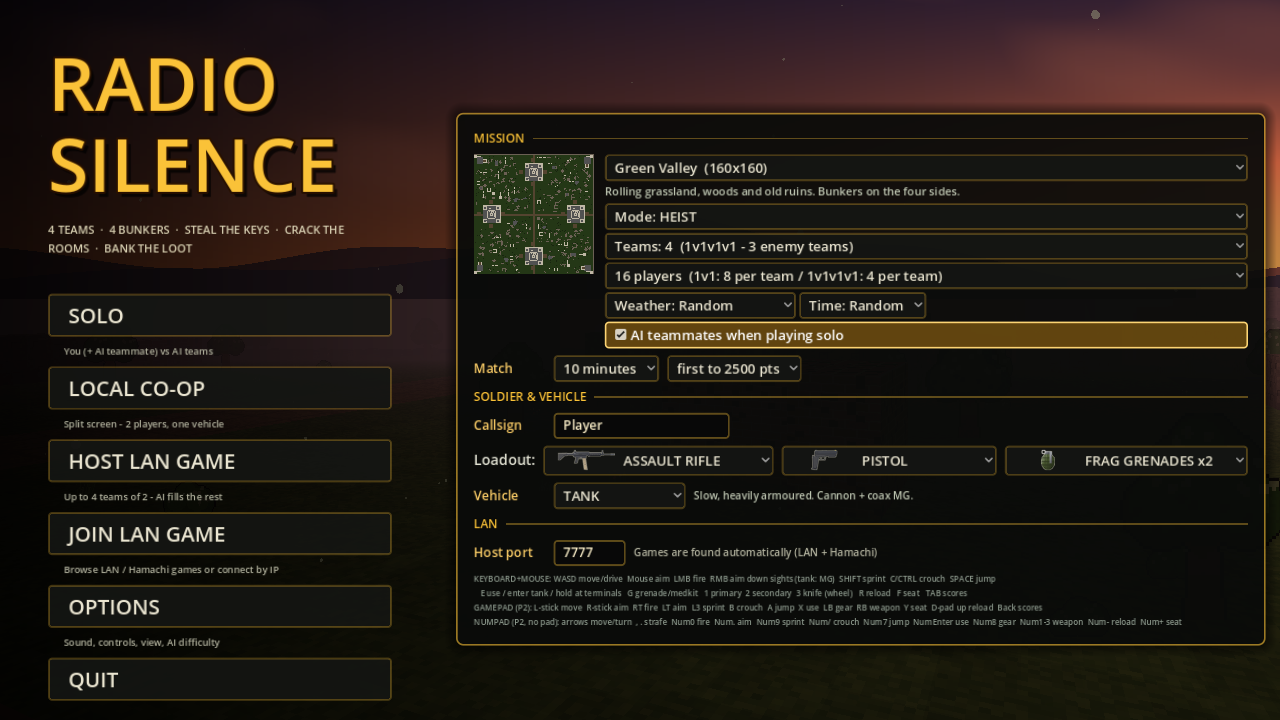 RADIO
SILENCE
4 TEAMS · 4 BUNKERS · STEAL THE KEYS · CRACK THE
ROOMS · BANK THE LOOT
SOLO
You (+ AI teammate) vs AI teams
LOCAL CO-OP
Split screen - 2 players, one vehicle
HOST LAN GAME
Up to 4 teams of 2 - AI fills the rest
JOIN LAN GAME
Browse LAN / Hamachi games or connect by IP
OPTIONS
Sound, controls, view, AI difficulty
QUIT
MISSION
Green Valley (160x160)
Rolling grassland, woods and old ruins. Bunkers on the four sides.
Mode: HEIST
Teams: 4 (1v1v1v1 - 3 enemy teams)
16 players (1v1: 8 per team / 1v1v1v1: 4 per team)
Weather: Random Time: Random
AI teammates when playing solo
Match 10 minutes first to 2500 pts
SOLDIER & VEHICLE
Callsign Player
Loadout: ASSAULT RIFLE PISTOL FRAG GRENADES x2
Vehicle TANK Slow, heavily armoured. Cannon + coax MG.
LAN
Host port 7777 Games are found automatically (LAN + Hamachi)
KEYBOARD+MOUSE: WASD move/drive Mouse aim LMB fire RMB aim down sights (tank: MG) SHIFT sprint C/CTRL crouch SPACE jump
E use / enter tank / hold at terminals G grenade/medkit 1 primary 2 secondary 3 knife (wheel) R reload F seat TAB scores
GAMEPAD (P2): L-stick move R-stick aim RT fire LT aim L3 sprint B crouch A jump X use LB gear RB weapon Y seat D-pad up reload Back scores
NUMPAD (P2, no pad): arrows move/turn , . strafe Num0 fire Num. aim Num9 sprint Num/ crouch Num7 jump NumEnter use Num8 gear Num1-3 weapon Num- reload Num+ seat